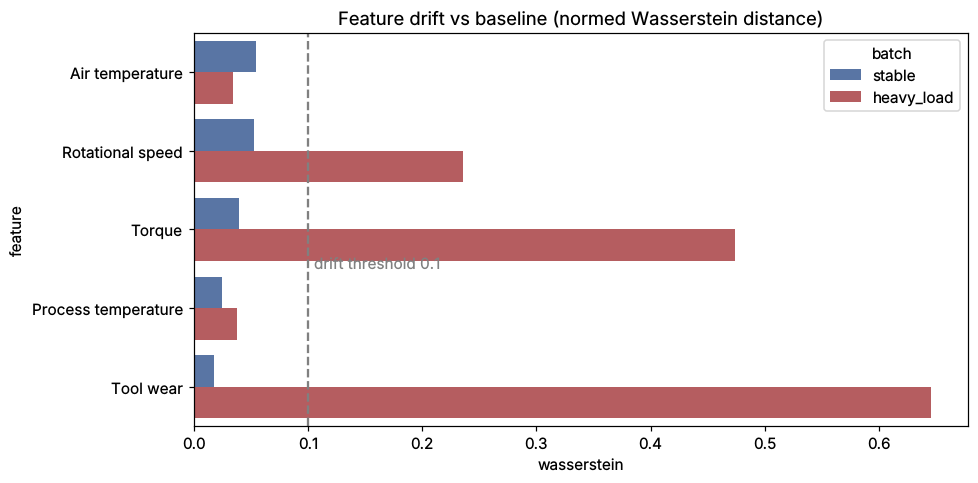 Feature drift vs baseline (normed Wasserstein distance)
batch
stable
heavy_load
Air temperature
Rotational speed
Torque
drift threshold 0.1
Process temperature
Tool wear
feature
0.0 0.1 0.2 0.3 0.4 0.5 0.6
wasserstein